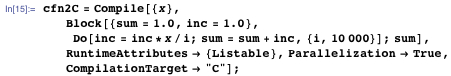 In[15]:= cfn2C = Compile[{x},
Block[{sum = 1.0, inc = 1.0},
Do[inc = inc * x / i; sum = sum + inc, {i, 10 000}]; sum],
RuntimeAttributes → {Listable}, Parallelization → True,
CompilationTarget → "C"];